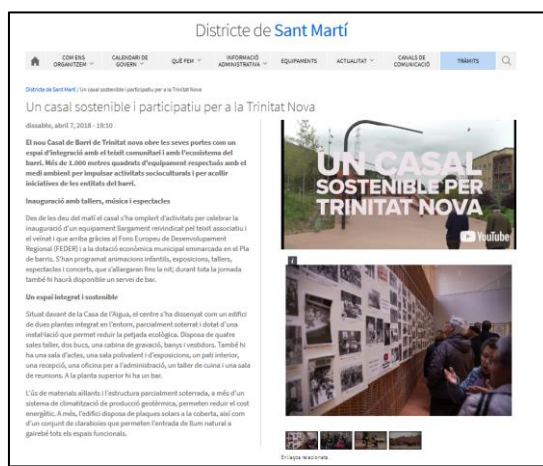 Districte de Sant Martí
COM ENS ORGANITZEM
CALENDARI DE GOVERN
QUÈ FEM
INFORMACIÓ ADMINISTRATIVA
EQUIPAMENTS
ACTUALITAT
CANALS DE COMUNICACIÓ
TRÀMITS
Districte de Sant Martí / Un casal sostenible i participatiu per a la Trinitat Nova
Un casal sostenible i participatiu per a la Trinitat Nova
dissabte, abril 7, 2018 - 19:10
El nou Casal de Barri de Trinitat nova obre les seves portes com un
espai d'integració amb el teixit comunitari i amb l'ecosistema del
barri. Més de 1.000 metres quadrats d'equipament respectuós amb el
medi ambient per impulsar activitats socioculturals i per acollir
iniciatives de les entitats del barri.
Inauguració amb tallers, música i espectacles
Des de les deu del matí el casal s'ha omplert d'activitats per celebrar la
inauguració d'un equipament llargament reivindicat pel teixit associatiu i
el veïnat i que arriba gràcies al Fons Europeu de Desenvolupament
Regional (FEDER) i a la dotació econòmica municipal emmarcada en el Pla
de barris. S'han programat animacions infantils, exposicions, tallers,
espectacles i concerts, que s'allargaran fins la nit; durant tota la jornada
també hi haurà disponible un servei de bar.
Un espai integrat i sostenible
Situat davant de la Casa de l'Aigua, el centre s'ha dissenyat com un edifici
de dues plantes integrat en l'entorn, parcialment soterrat i dotat d'una
instal·lació que permet reduir la petjada ecològica. Disposa de quatre
sales taller, dos bucs, una cabina de gravació, banys i vestidors. També hi
ha una sala d'actes, una sala polivalent i d'exposicions, un pati interior,
una recepció, una oficina per a l'administració, un taller de cuina i una sala
de reunions. A la planta superior hi ha un bar.
L'ús de materials aïllants i l'estructura parcialment soterrada, a més d'un
sistema de climatització de producció geotèrmica, permeten reduir el cost
energètic. A més, l'edifici disposa de plaques solars a la coberta, així com
d'un conjunt de claraboies que permeten l'entrada de llum natural a
gairebé tots els espais funcionals.
UN CASAL
SOSTENIBLE PER
TRINITAT NOVA
YouTube
Enllaços relacionats